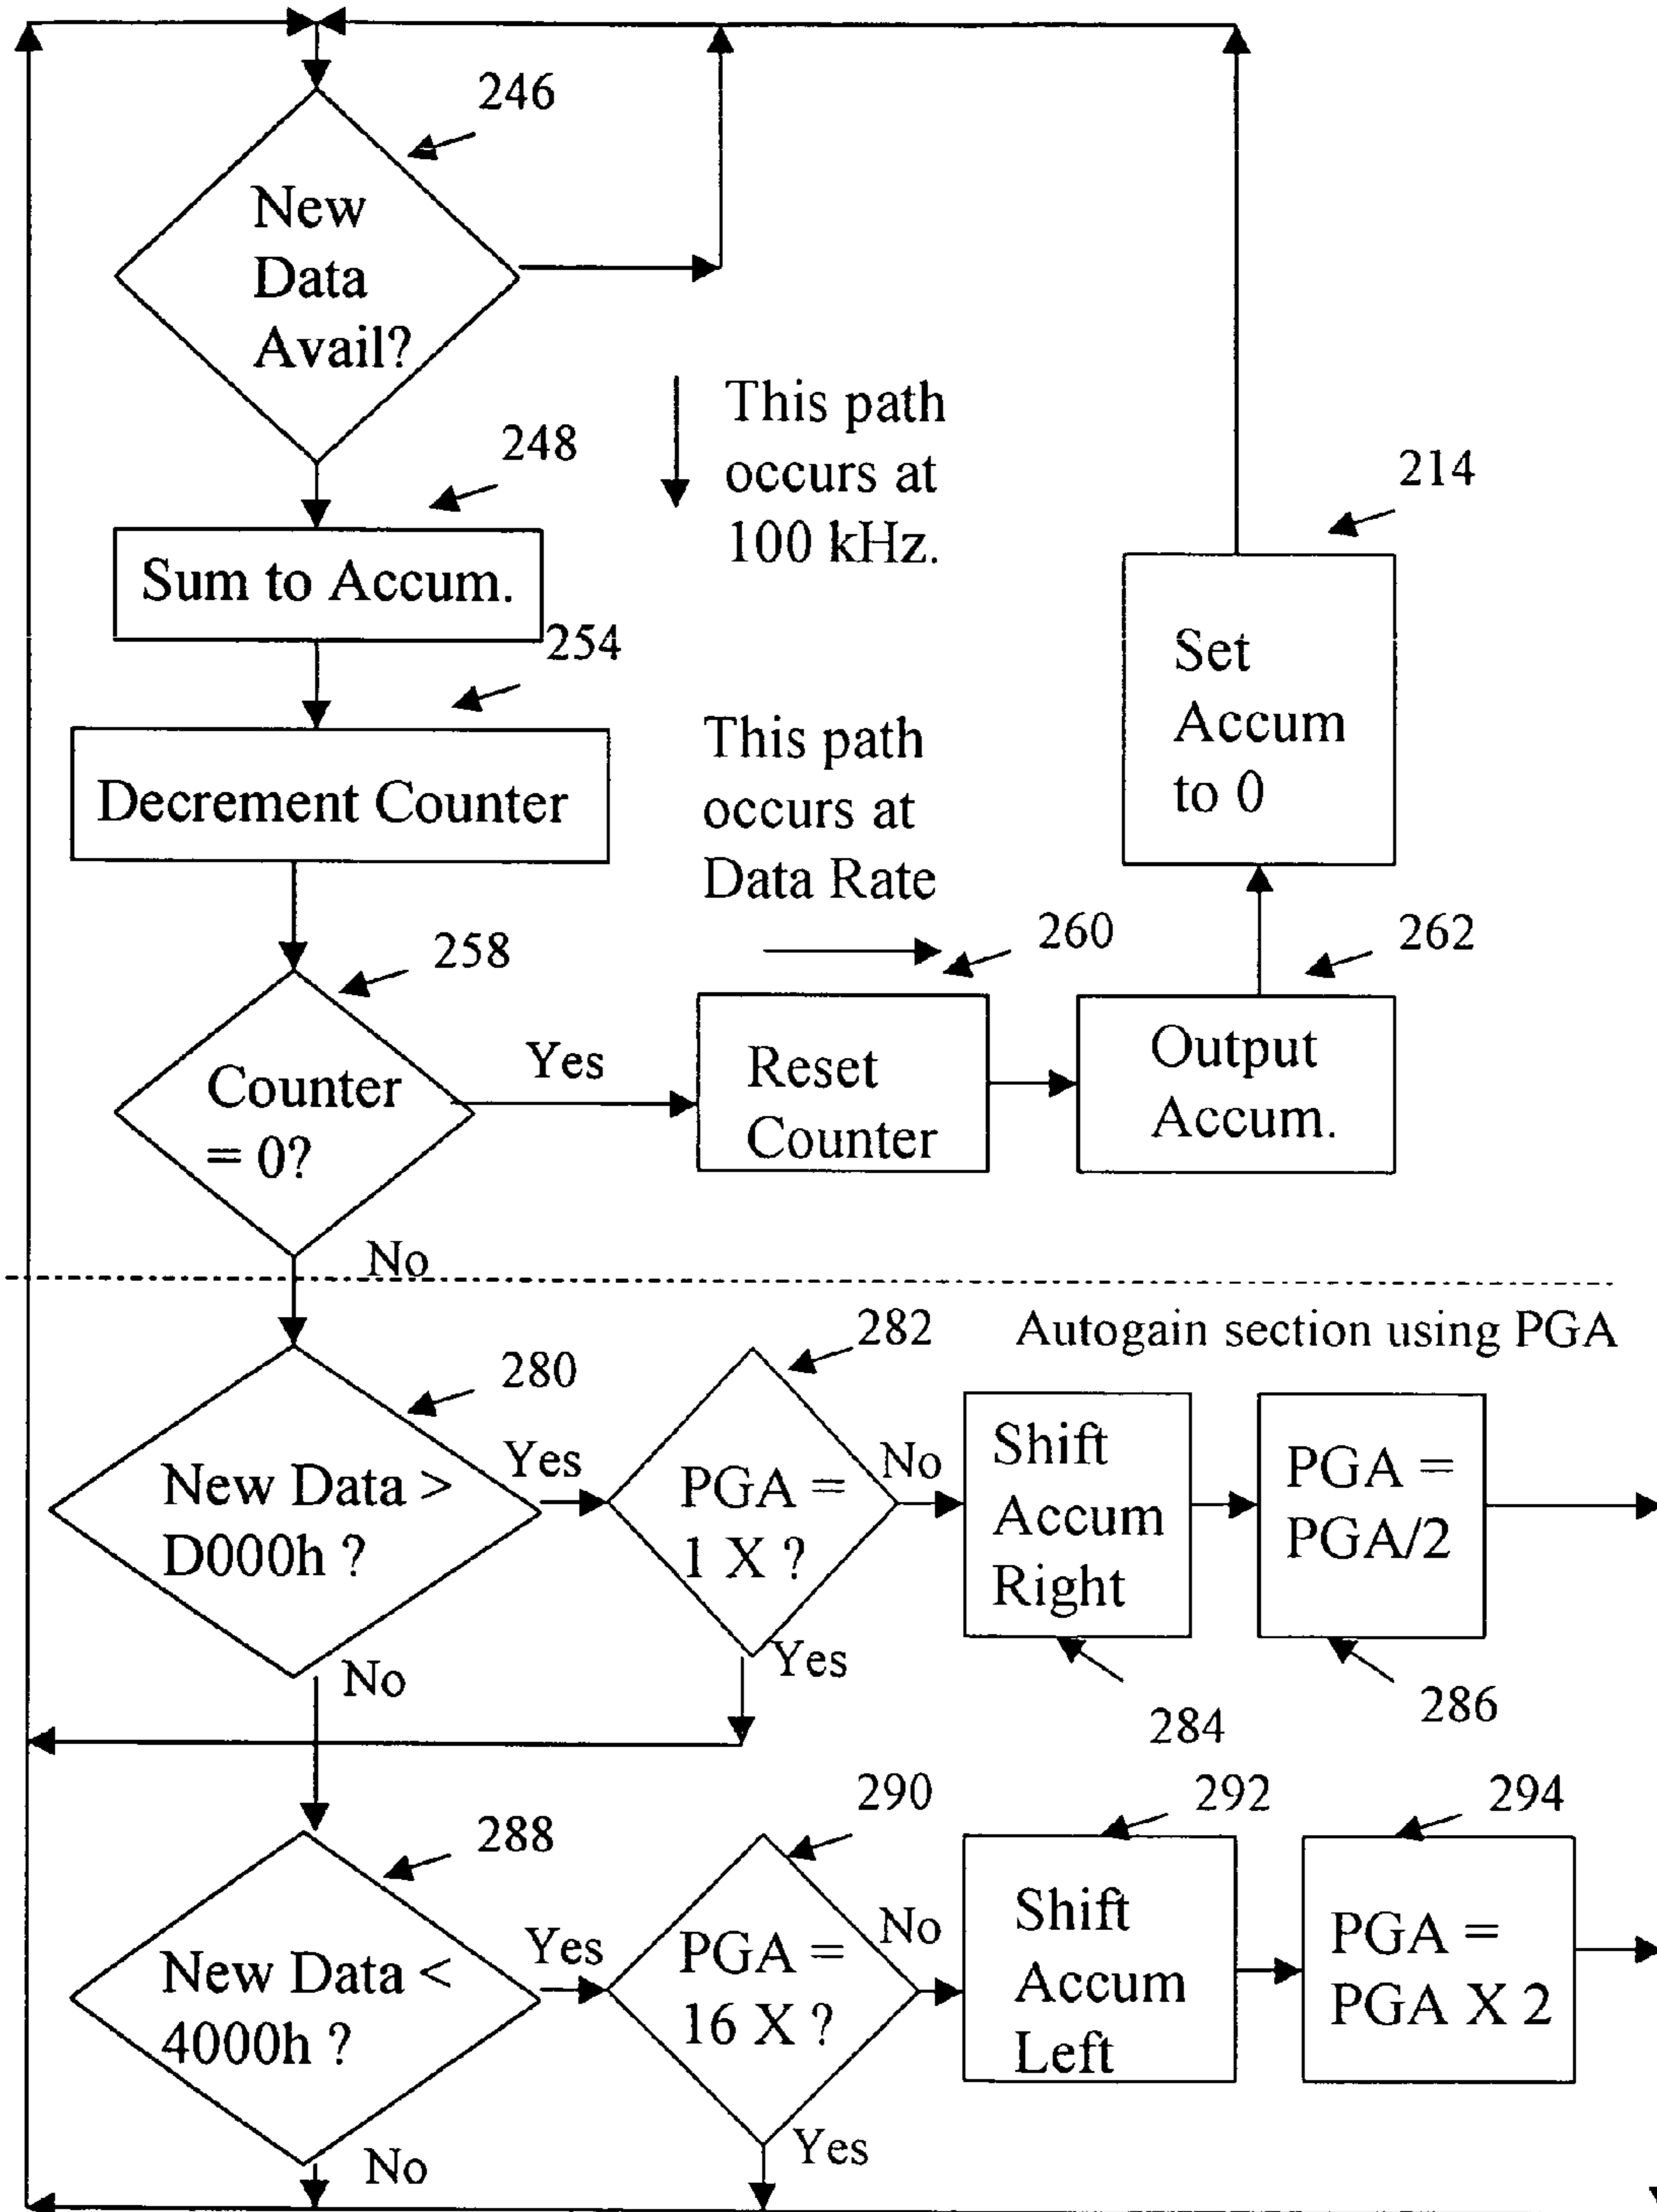 246
New
Data
Avail?
This path
occurs at
100 kHz.
248
Sum to Accum.
214
Set
Accum
to 0
254
Decrement Counter
This path
occurs at
Data Rate
258
Counter
= 0?
Yes
No
260
Reset
Counter
262
Output
Accum.
Autogain section using PGA
280
New Data >
D000h ?
Yes
No
282
PGA =
1 X ?
No
Yes
Shift
Accum
Right
284
PGA =
PGA/2
286
288
New Data <
4000h ?
Yes
No
290
PGA =
16 X ?
No
Yes
292
Shift
Accum
Left
294
PGA =
PGA X 2